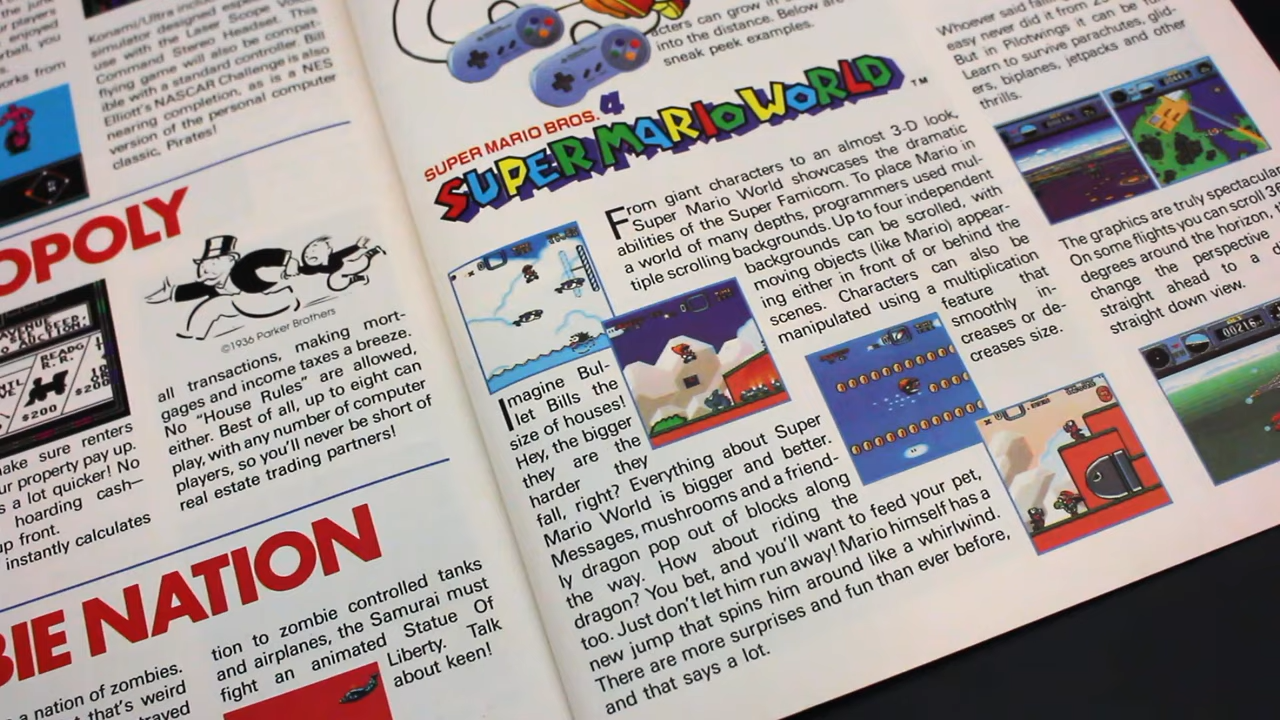 Konami/Ultra include
simulator designed especi
use with the Laser Scope Voice
Command Stereo Headset. This
flying game will also be compat-
ible with a standard controller. Bill
Elliott's NASCAR Challenge is also
nearing completion, as is a NES
version of the personal computer
classic, Pirates!
OPOLY
©1936 Parker Brothers
READG
R. R.
$200
$200
ake sure renters
ur property pay up.
s a lot quicker! No
hoarding cash—
up front.
instantly calculates
all transactions, making mort-
gages and income taxes a breeze.
No "House Rules" are allowed,
either. Best of all, up to eight can
play, with any number of computer
players, so you'll never be short of
real estate trading partners!
BIE NATION
a nation of zombies.
t that's weird
trayed
tion to zombie controlled tanks
and airplanes, the Samurai must
fight an animated Statue Of
Liberty. Talk
about keen!
cters can grow in
into the distance. Below are
sneak peek examples.
SUPER MARIO BROS. 4
SUPER MARIO WORLD™
From giant characters to an almost 3-D look,
Super Mario World showcases the dramatic
abilities of the Super Famicom. To place Mario in
a world of many depths, programmers used mul-
tiple scrolling backgrounds. Up to four independent
backgrounds can be scrolled, with
moving objects (like Mario) appear-
ing either in front of or behind the
scenes. Characters can also be
manipulated using a multiplication
feature that
smoothly in-
creases or de-
creases size.
Imagine Bul-
let Bills the
size of houses!
Hey, the bigger
they are the
harder they
fall, right? Everything about Super
Mario World is bigger and better.
Messages, mushrooms and a friend-
ly dragon pop out of blocks along
the way. How about riding the
dragon? You bet, and you'll want to feed your pet,
too. Just don't let him run away! Mario himself has a
new jump that spins him around like a whirlwind.
There are more surprises and fun than ever before,
and that says a lot.
Whoever said
easy never did it from
But in Pilotwings it can be
Learn to survive parachutes, glid-
ers, biplanes, jetpacks and other
thrills.
The graphics are truly spectacular
On some flights you can scroll 36
degrees around the horizon,
change the perspective
straight ahead to a
straight down view.
00216